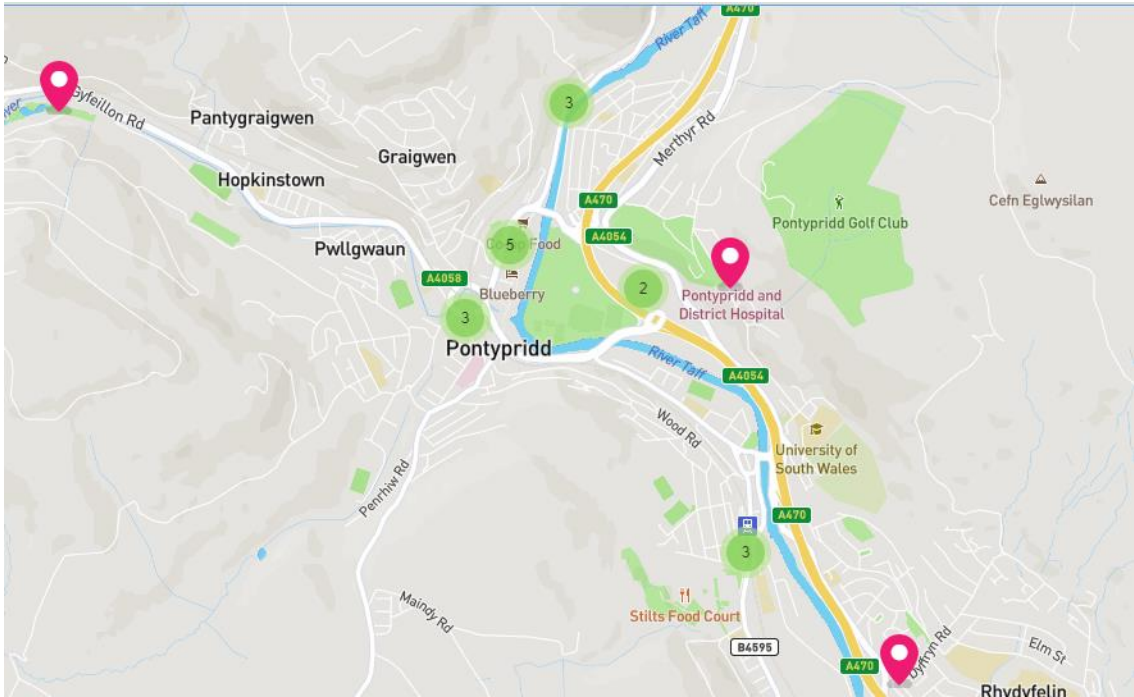 A470
River Taff
3
Merthyr Rd
Gyfeillon Rd
Pantygraigwen
Graigwen
Hopkinstown
A470
Cefn Eglwysilan
Pontypridd Golf Club
A4054
Food
5
Pwllgwaun
A4058
Blueberry
2
Pontypridd and
District Hospital
3
Pontypridd
River Taff
A4054
Wood Rd
University of
South Wales
Penrhiw Rd
A470
3
Maindy Rd
Stilts Food Court
B4595
A470
Dyffryn Rd
Elm St
Rhydyfelin